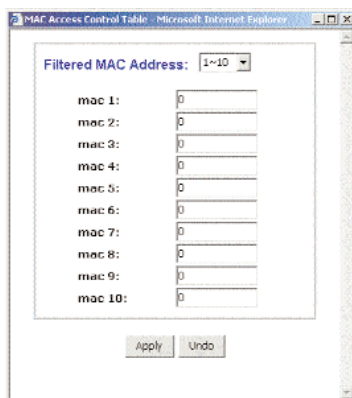 MAC Access Control Table - Microsoft Internet Explorer
Filtered MAC Address: 1~10
mac 1: 0
mac 2: 0
mac 3: 0
mac 4: 0
mac 5: 0
mac 6: 0
mac 7: 0
mac 8: 0
mac 9: 0
mac 10: 0
Apply Undo